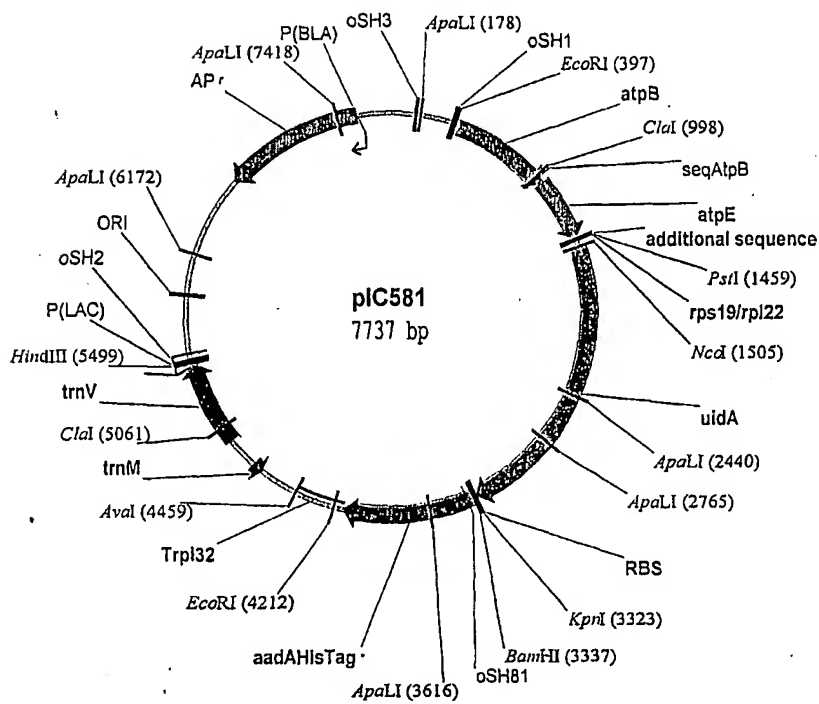 oSH3
ApaLI (178)
P(BLA)
oSH1
ApaLI (7418)
EcoRI (397)
APr
atpB
ClaI (998)
seqAtpB
ApaLI (6172)
atpE
additional sequence
ORI
PstI (1459)
oSH2
pIC581
rps19/rpl22
P(LAC)
7737 bp
NcoI (1505)
HindIII (5499)
trnV
uidA
ClaI (5061)
ApaLI (2440)
trnM
ApaLI (2765)
AvaI (4459)
Trpl32
RBS
EcoRI (4212)
KpnI (3323)
aadAHisTag
BamHI (3337)
oSH81
ApaLI (3616)